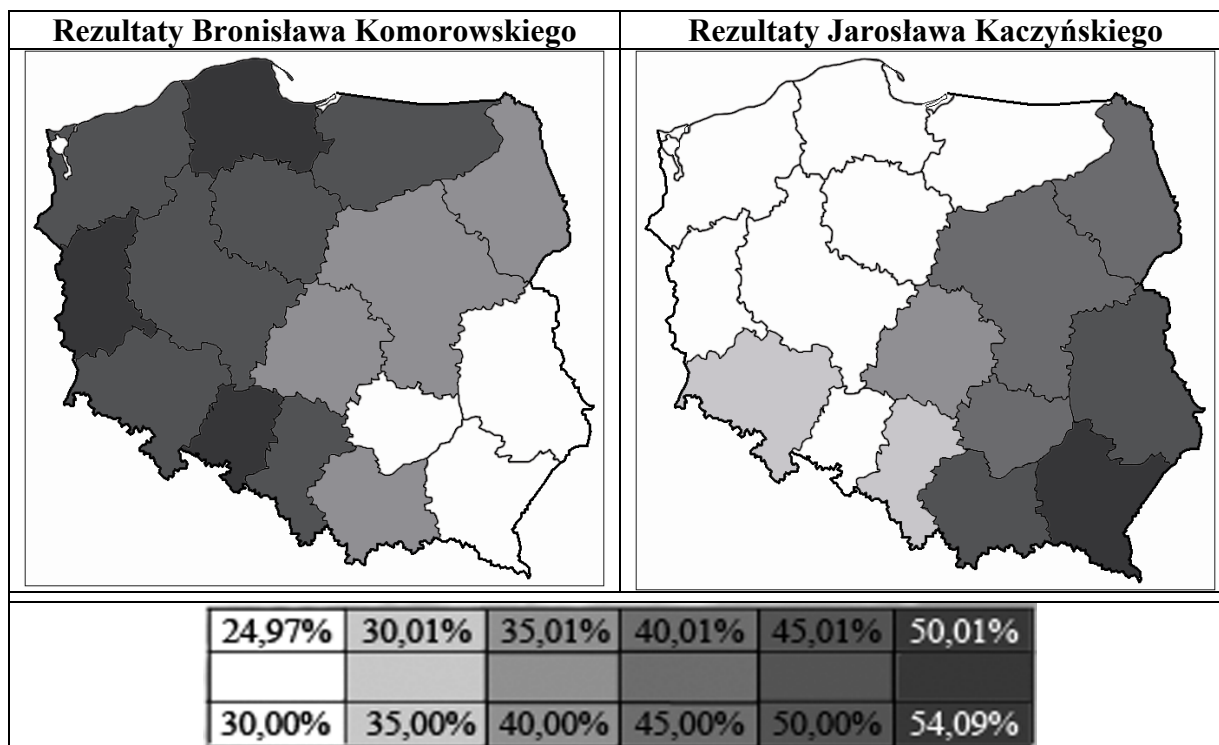 Rezultaty Bronisława Komorowskiego
Rezultaty Jarosława Kaczyńskiego
24,97% 30,01% 35,01% 40,01% 45,01% 50,01%
30,00% 35,00% 40,00% 45,00% 50,00% 54,09%